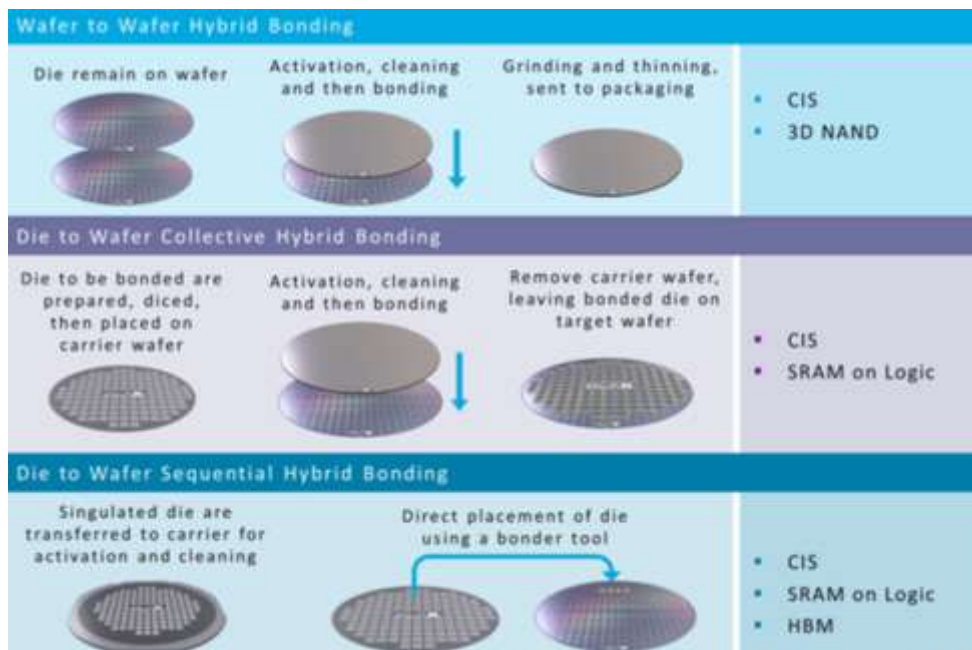 Wafer to Wafer Hybrid Bonding
Die remain on wafer
Activation, cleaning
and then bonding
Grinding and thinning,
sent to packaging
• CIS
• 3D NAND
Die to Wafer Collective Hybrid Bonding
Die to be bonded are
prepared, diced,
then placed on
carrier wafer
Activation, cleaning
and then bonding
Remove carrier wafer,
leaving bonded die on
target wafer
• CIS
• SRAM on Logic
Die to Wafer Sequential Hybrid Bonding
Singulated die are
transferred to carrier for
activation and cleaning
Direct placement of die
using a bonder tool
• CIS
• SRAM on Logic
• HBM